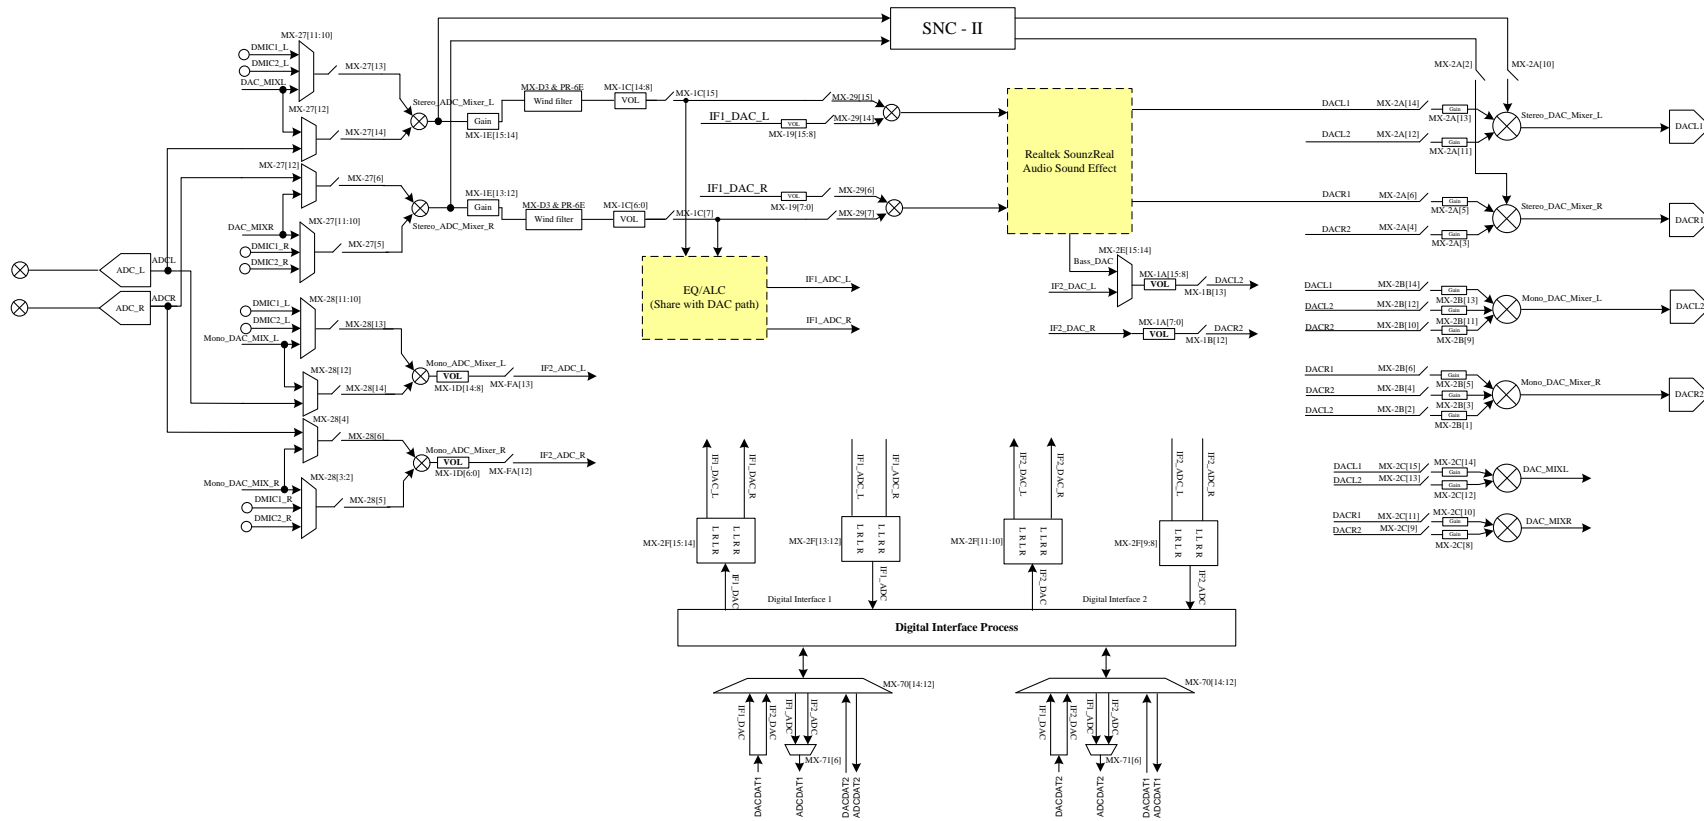 SNC - II
MX-27[11:10]
DMIC1_L
DMIC2_L
DAC_MIXL
MX-27[13]
MX-27[12]
MX-27[14]
Stereo_ADC_Mixer_L
Gain
MX-1E[15:14]
MX-D3 & PR-6E
Wind filter
MX-1C[14:8]
VOL
MX-1C[15]
MX-29[15]
IF1_DAC_L
VOL
MX-19[15:8]
MX-29[14]
MX-27[12]
MX-27[6]
MX-27[11:10]
DAC_MIXR
DMIC1_R
DMIC2_R
MX-27[5]
MX-1E[13:12]
Gain
Stereo_ADC_Mixer_R
MX-D3 & PR-6E
Wind filter
MX-1C[6:0]
VOL
MX-1C[7]
IF1_DAC_R
VOL
MX-19[7:0]
MX-29[6]
MX-29[7]
Realtek SounzReal
Audio Sound Effect
MX-2A[2]
MX-2A[10]
DACL1
MX-2A[14]
Gain
MX-2A[13]
DACL2
MX-2A[12]
Gain
MX-2A[11]
Stereo_DAC_Mixer_L
DACL1
DACR1
MX-2A[6]
Gain
MX-2A[5]
DACR2
MX-2A[4]
Gain
MX-2A[3]
Stereo_DAC_Mixer_R
DACR1
ADC_L
ADCL
ADC_R
ADCR
EQ/ALC
(Share with DAC path)
IF1_ADC_L
IF1_ADC_R
MX-2E[15:14]
Bass_DAC
IF2_DAC_L
MX-1A[15:8]
VOL
MX-1B[13]
DACL2
IF2_DAC_R
MX-1A[7:0]
VOL
MX-1B[12]
DACR2
DACL1
MX-2B[14]
Gain
MX-2B[13]
DACL2
MX-2B[12]
Gain
MX-2B[11]
DACR2
MX-2B[10]
Gain
MX-2B[9]
Mono_DAC_Mixer_L
DACL2
MX-28[11:10]
DMIC1_L
DMIC2_L
Mono_DAC_MIX_L
MX-28[13]
MX-28[12]
MX-28[14]
Mono_ADC_Mixer_L
VOL
MX-1D[14:8]
MX-FA[13]
IF2_ADC_L
DACR1
MX-2B[6]
Gain
MX-2B[5]
DACR2
MX-2B[4]
Gain
MX-2B[3]
DACL2
MX-2B[2]
Gain
MX-2B[1]
Mono_DAC_Mixer_R
DACR2
MX-28[4]
MX-28[6]
Mono_DAC_MIX_R
MX-28[3:2]
DMIC1_R
DMIC2_R
MX-28[5]
Mono_ADC_Mixer_R
VOL
MX-1D[6:0]
MX-FA[12]
IF2_ADC_R
DACL1
MX-2C[15]
MX-2C[14]
Gain
DACL2
MX-2C[13]
Gain
MX-2C[12]
DAC_MIXL
DACR1
MX-2C[11]
MX-2C[10]
Gain
DACR2
MX-2C[9]
Gain
MX-2C[8]
DAC_MIXR
IF1_DAC_L
IF1_DAC_R
IF1_ADC_L
IF1_ADC_R
IF2_DAC_L
IF2_DAC_R
IF2_ADC_L
IF2_ADC_R
MX-2F[15:14]
L R L R
L L R R
MX-2F[13:12]
L R L R
L L R R
MX-2F[11:10]
L R L R
L L R R
MX-2F[9:8]
L R L R
L L R R
IF1_DAC
IF1_ADC
IF2_DAC
IF2_ADC
Digital Interface 1
Digital Interface 2
Digital Interface Process
MX-70[14:12]
MX-70[14:12]
IF1_DAC
IF2_DAC
IF1_ADC
IF2_ADC
MX-71[6]
DACDAT1
ADCDAT1
DACDAT2
ADCDAT2
IF1_DAC
IF2_DAC
IF1_ADC
IF2_ADC
MX-71[6]
DACDAT2
ADCDAT2
DACDAT1
ADCDAT1